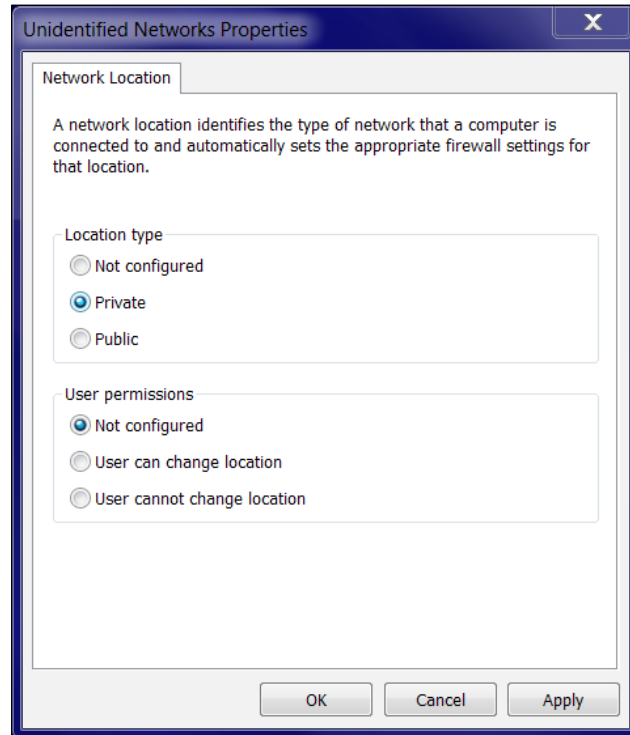 Unidentified Networks Properties
X
Network Location
A network location identifies the type of network that a computer is
connected to and automatically sets the appropriate firewall settings for
that location.
Location type
Not configured
Private
Public
User permissions
Not configured
User can change location
User cannot change location
OK Cancel Apply